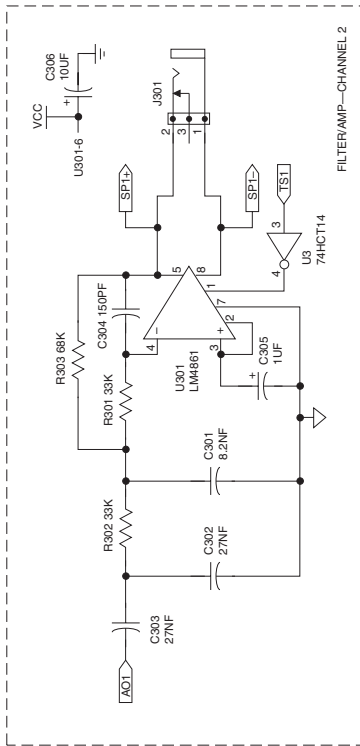 FILTER/AMP—CHANNEL 2
VCC
C306
10UF
+
U301-6
J301
2
3
1
SP1+
SP1–
TS1
3
4
U3
74HCT14
R303 68K
C304 150PF
5
8
1
7
2
4
–
3
+
U301
LM4861
R301 33K
+
C305
1UF
C301
8.2NF
R302 33K
C302
27NF
C303
27NF
AO1